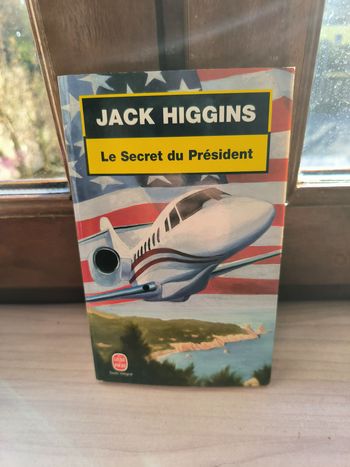 JACK HIGGINS
Le Secret du Président